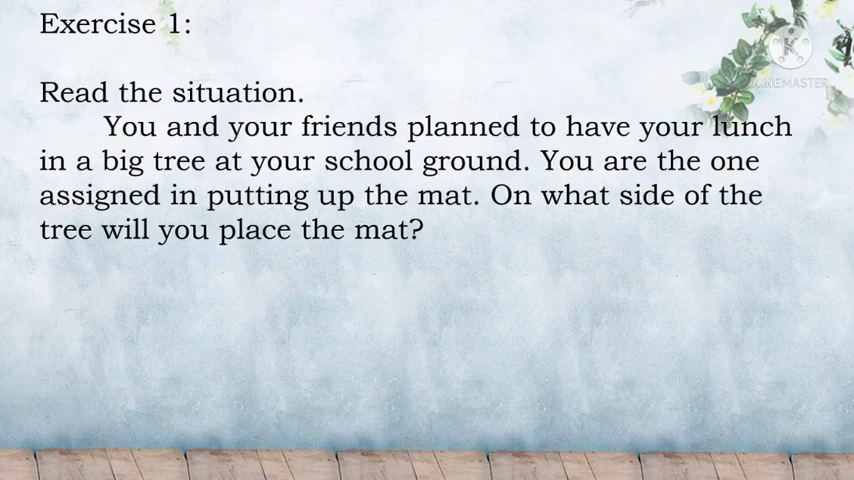 Exercise 1:
Read the situation.
You and your friends planned to have your lunch
in a big tree at your school ground. You are the one
assigned in putting up the mat. On what side of the
tree will you place the mat?
K
KINEMASTER